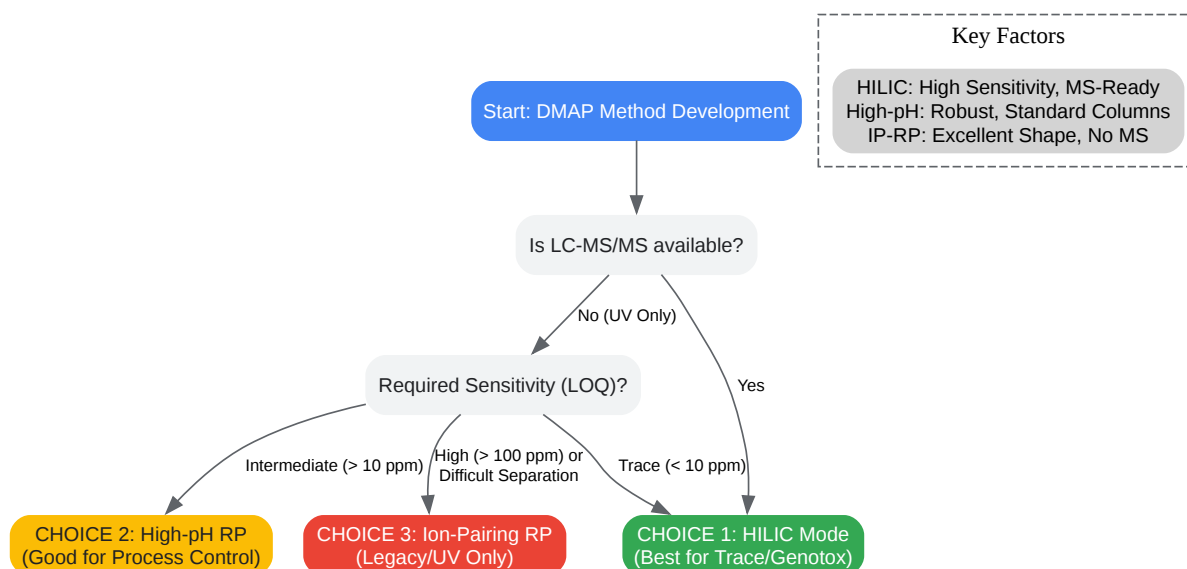 Key Factors
HILIC: High Sensitivity, MS-Ready
High-pH: Robust, Standard Columns
IP-RP: Excellent Shape, No MS
Start: DMAP Method Development
Is LC-MS/MS available?
No (UV Only)
Yes
Required Sensitivity (LOQ)?
Intermediate (> 10 ppm)
High (> 100 ppm) or
Difficult Separation
Trace (< 10 ppm)
CHOICE 2: High-pH RP
(Good for Process Control)
CHOICE 3: Ion-Pairing RP
(Legacy/UV Only)
CHOICE 1: HILIC Mode
(Best for Trace/Genotox)